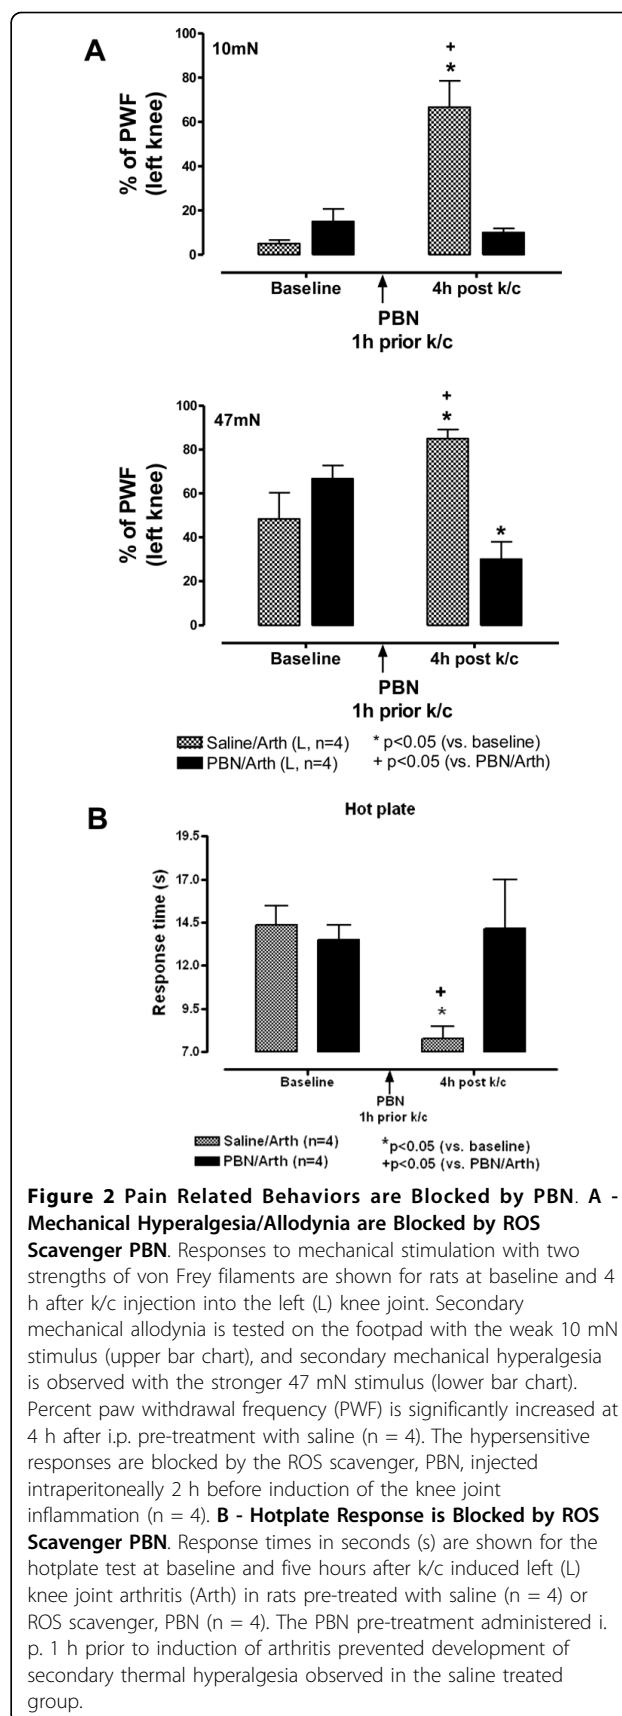 A
10mN
% of PWF
(left knee)
100
80
60
40
20
0
+
*
Baseline
4h post k/c
PBN
1h prior k/c
47mN
% of PWF
(left knee)
100
80
60
40
20
0
+
*
*
Baseline
4h post k/c
PBN
1h prior k/c
Saline/Arth (L, n=4)
* p<0.05 (vs. baseline)
PBN/Arth (L, n=4)
+ p<0.05 (vs. PBN/Arth)
B
Hot plate
Response time (s)
19.5
17.0
14.5
12.0
9.5
7.0
+
*
Baseline
4h post k/c
PBN
1h prior k/c
Saline/Arth (n=4)
*p<0.05 (vs. baseline)
PBN/Arth (n=4)
+p<0.05 (vs. PBN/Arth)
Figure 2 Pain Related Behaviors are Blocked by PBN. A -
Mechanical Hyperalgesia/Allodynia are Blocked by ROS
Scavenger PBN. Responses to mechanical stimulation with two
strengths of von Frey filaments are shown for rats at baseline and 4
h after k/c injection into the left (L) knee joint. Secondary
mechanical allodynia is tested on the footpad with the weak 10 mN
stimulus (upper bar chart), and secondary mechanical hyperalgesia
is observed with the stronger 47 mN stimulus (lower bar chart).
Percent paw withdrawal frequency (PWF) is significantly increased at
4 h after i.p. pre-treatment with saline (n = 4). The hypersensitive
responses are blocked by the ROS scavenger, PBN, injected
intraperitoneally 2 h before induction of the knee joint
inflammation (n = 4). B - Hotplate Response is Blocked by ROS
Scavenger PBN. Response times in seconds (s) are shown for the
hotplate test at baseline and five hours after k/c induced left (L)
knee joint arthritis (Arth) in rats pre-treated with saline (n = 4) or
ROS scavenger, PBN (n = 4). The PBN pre-treatment administered i.
p. 1 h prior to induction of arthritis prevented development of
secondary thermal hyperalgesia observed in the saline treated
group.